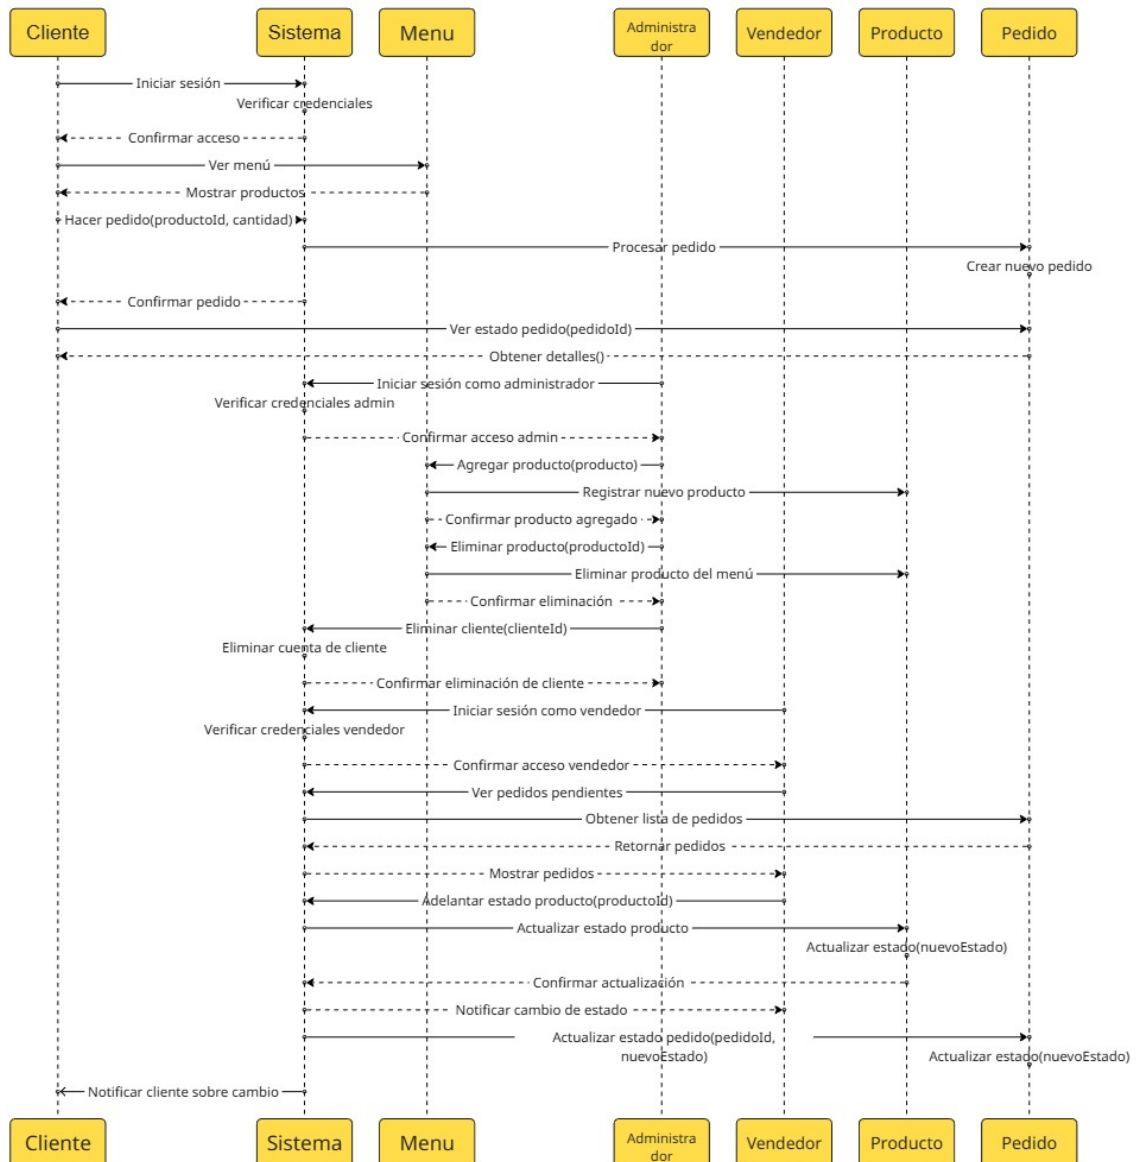 Cliente
Sistema
Menu
Administra
dor
Vendedor
Producto
Pedido
Iniciar sesión
Verificar credenciales
Confirmar acceso
Ver menú
Mostrar productos
Hacer pedido(productoId, cantidad)
Procesar pedido
Crear nuevo pedido
Confirmar pedido
Ver estado pedido(pedidoId)
Obtener detalles()
Iniciar sesión como administrador
Verificar credenciales admin
Confirmar acceso admin
Agregar producto(producto)
Registrar nuevo producto
Confirmar producto agregado
Eliminar producto(productoId)
Eliminar producto del menú
Confirmar eliminación
Eliminar cliente(clienteId)
Eliminar cuenta de cliente
Confirmar eliminación de cliente
Iniciar sesión como vendedor
Verificar credenciales vendedor
Confirmar acceso vendedor
Ver pedidos pendientes
Obtener lista de pedidos
Retornar pedidos
Mostrar pedidos
Adelantar estado producto(productoId)
Actualizar estado producto
Actualizar estado(nuevoEstado)
Confirmar actualización
Notificar cambio de estado
Actualizar estado pedido(pedidoId,
nuevoEstado)
Actualizar estado(nuevoEstado)
Notificar cliente sobre cambio
Cliente
Sistema
Menu
Administra
dor
Vendedor
Producto
Pedido